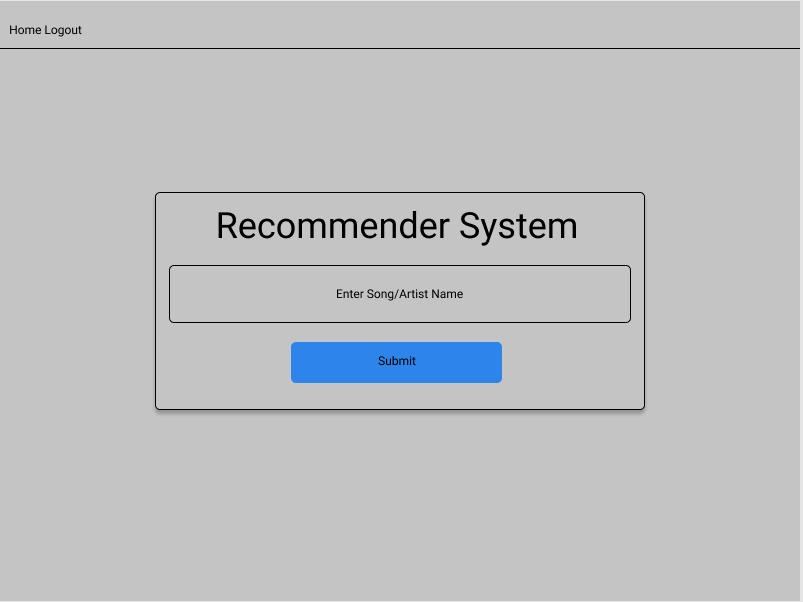 Home Logout
Recommender System
Enter Song/Artist Name
Submit